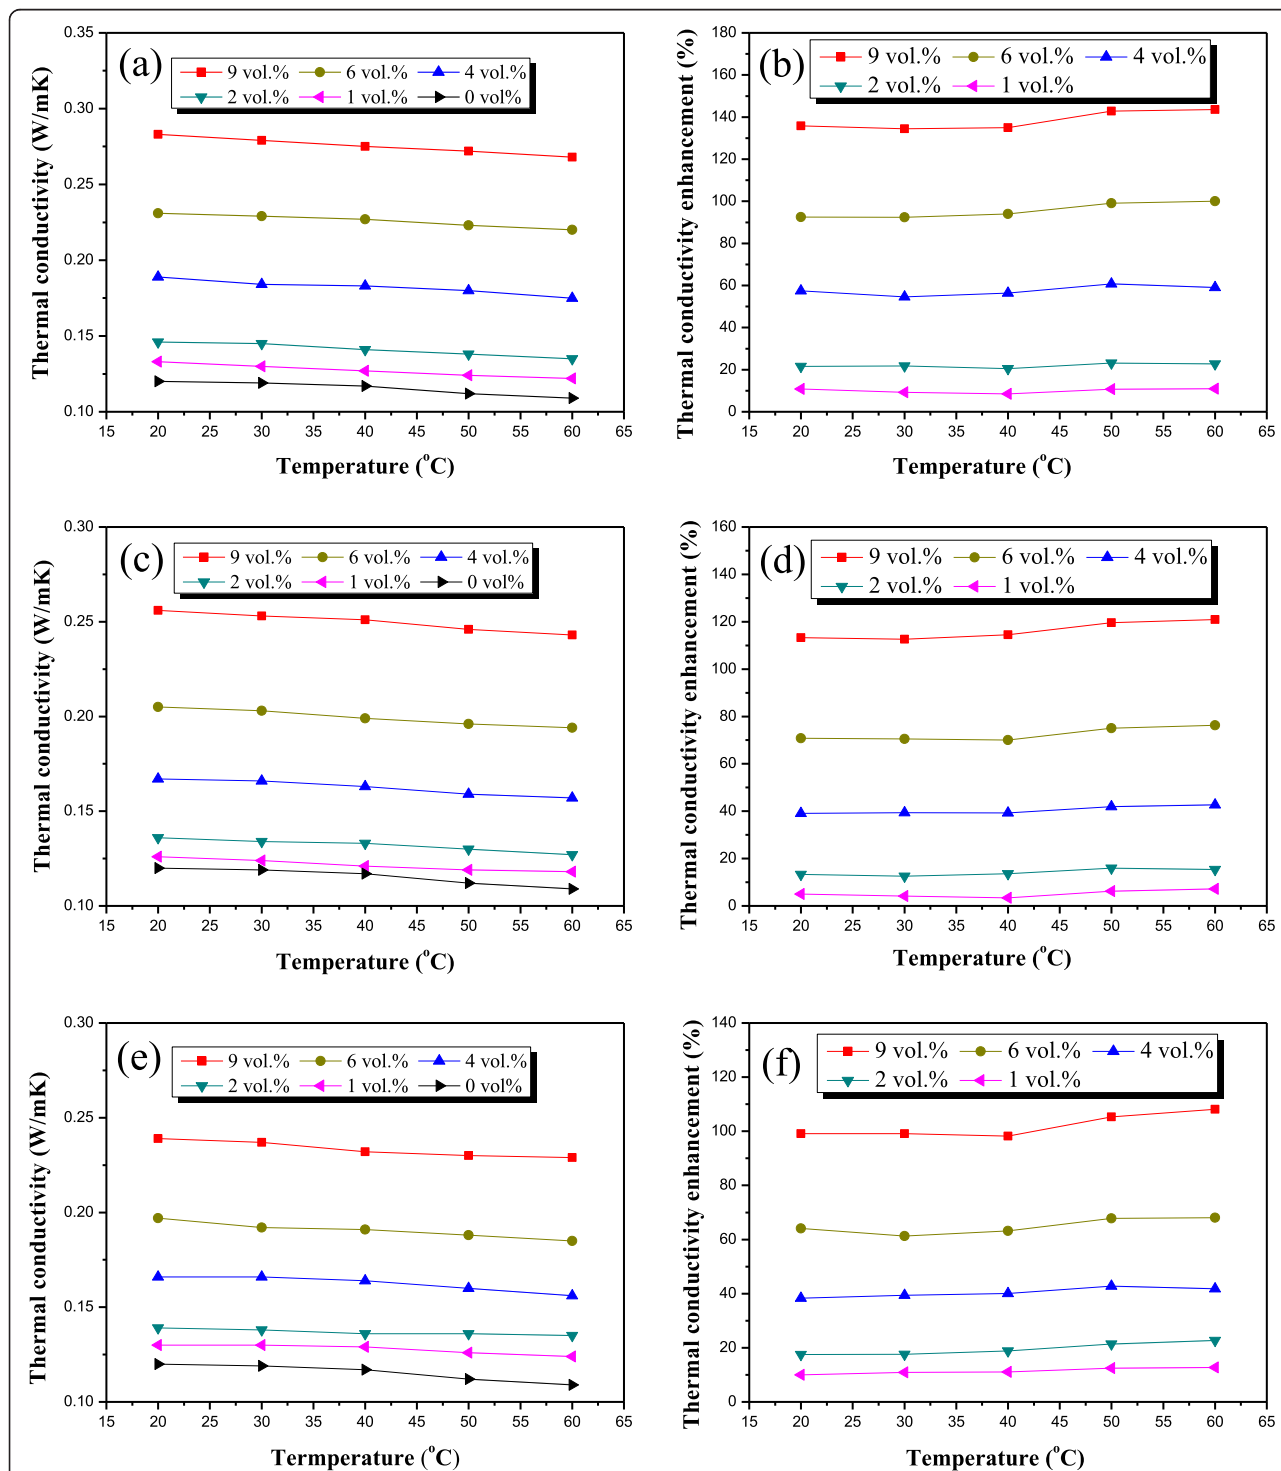 (a)
9 vol.% 6 vol.% 4 vol.%
2 vol.% 1 vol.% 0 vol%
Thermal conductivity (W/mK)
0.35
0.30
0.25
0.20
0.15
0.10
15 20 25 30 35 40 45 50 55 60 65
Temperature (°C)
(b)
9 vol.% 6 vol.% 4 vol.%
2 vol.% 1 vol.%
Thermal conductivity enhancement (%)
180
160
140
120
100
80
60
40
20
0
15 20 25 30 35 40 45 50 55 60 65
Temperature (°C)
(c)
9 vol.% 6 vol.% 4 vol.%
2 vol.% 1 vol.% 0 vol%
Thermal conductivity (W/mK)
0.30
0.25
0.20
0.15
0.10
15 20 25 30 35 40 45 50 55 60 65
Temperature (°C)
(d)
9 vol.% 6 vol.% 4 vol.%
2 vol.% 1 vol.%
Thermal conductivity enhancement (%)
160
140
120
100
80
60
40
20
0
15 20 25 30 35 40 45 50 55 60 65
Temperature (°C)
(e)
9 vol.% 6 vol.% 4 vol.%
2 vol.% 1 vol.% 0 vol%
Thermal conductivity (W/mK)
0.30
0.25
0.20
0.15
0.10
15 20 25 30 35 40 45 50 55 60 65
Termperature (°C)
(f)
9 vol.% 6 vol.% 4 vol.%
2 vol.% 1 vol.%
Thermal conductivity enhancement (%)
140
120
100
80
60
40
20
0
15 20 25 30 35 40 45 50 55 60 65
Temperature (°C)